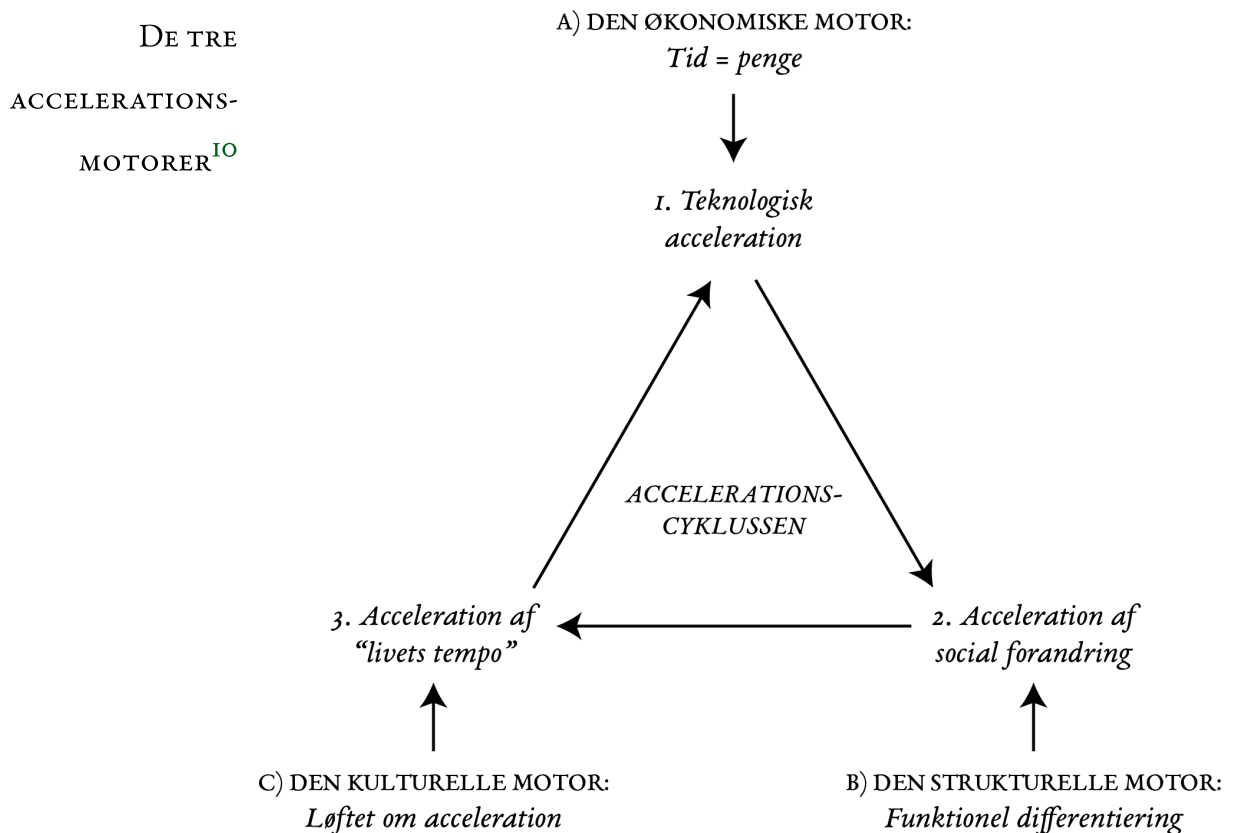 DE TRE
ACCELERATIONS-
MOTORER10
A) DEN ØKONOMISKE MOTOR:
Tid = penge
1. Teknologisk
acceleration
ACCELERATIONS-
CYKLUSSEN
3. Acceleration af
“livets tempo”
2. Acceleration af
social forandring
C) DEN KULTURELLE MOTOR:
Løftet om acceleration
B) DEN STRUKTURELLE MOTOR:
Funktionel differentiering